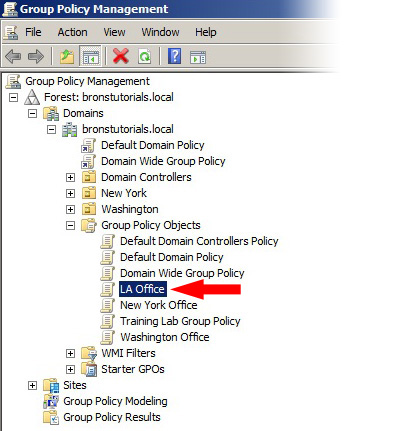 Group Policy Management
File Action View Window Help
Group Policy Management
Forest: bronstutorials.local
Domains
bronstutorials.local
Default Domain Policy
Domain Wide Group Policy
Domain Controllers
New York
Washington
Group Policy Objects
Default Domain Controllers Policy
Default Domain Policy
Domain Wide Group Policy
LA Office
New York Office
Training Lab Group Policy
Washington Office
WMI Filters
Starter GPOs
Sites
Group Policy Modeling
Group Policy Results